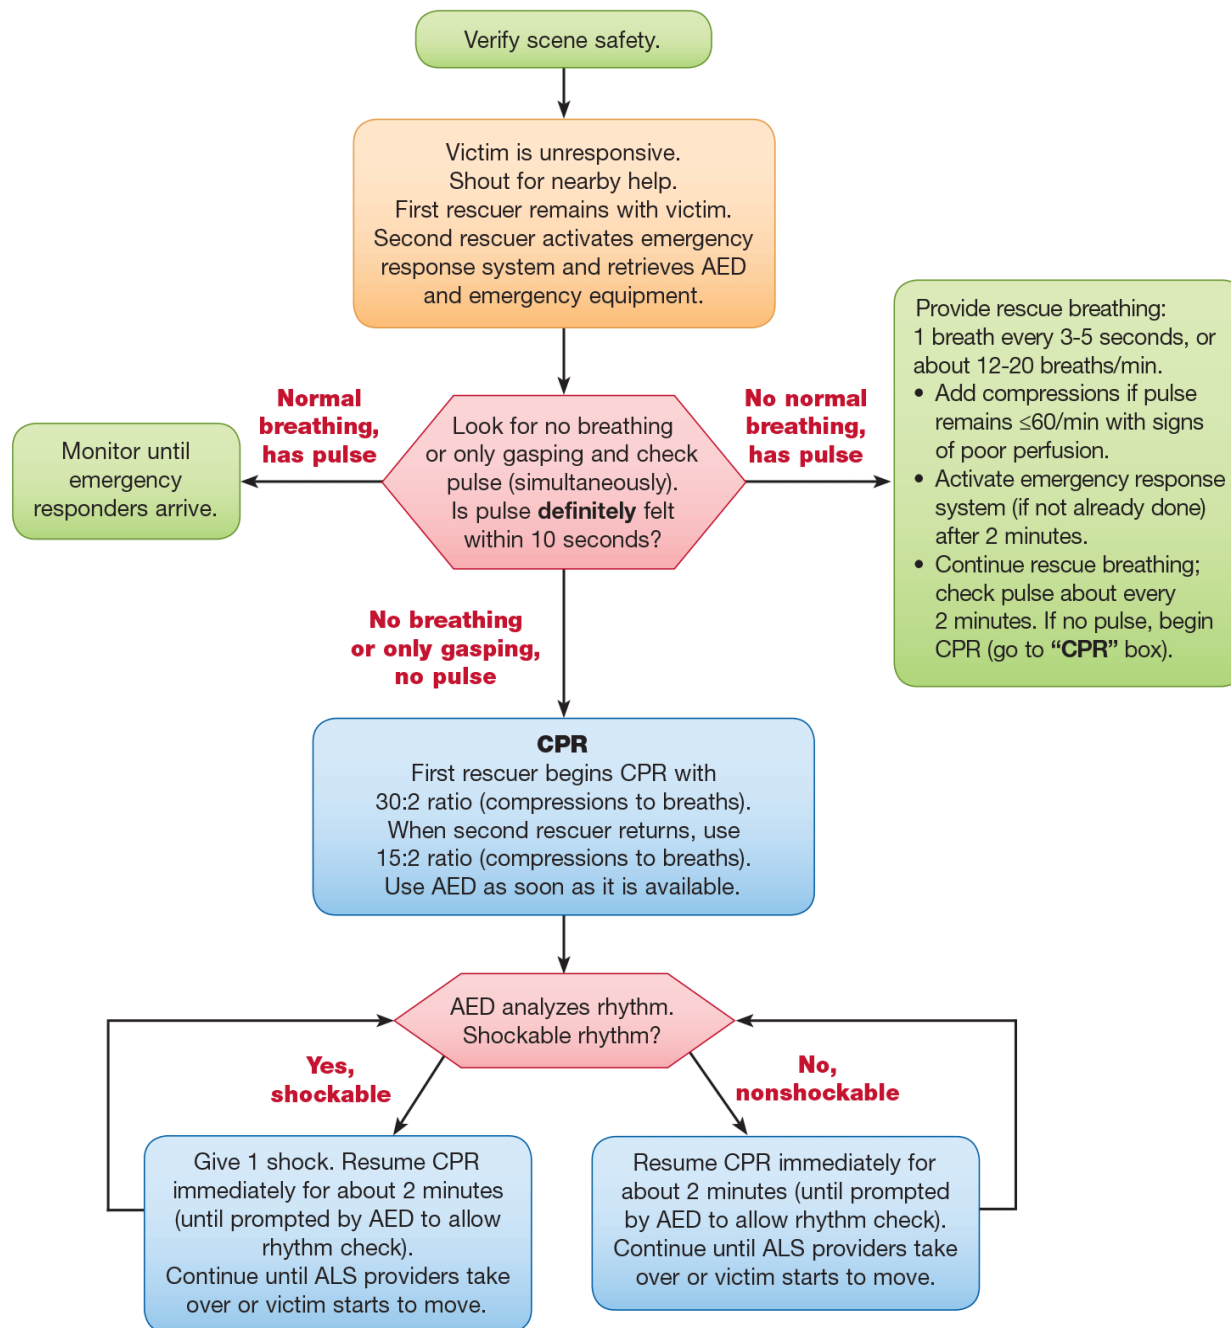 Verify scene safety.
Victim is unresponsive.
Shout for nearby help.
First rescuer remains with victim.
Second rescuer activates emergency
response system and retrieves AED
and emergency equipment.
Normal
breathing,
has pulse
Monitor until
emergency
responders arrive.
Look for no breathing
or only gasping and check
pulse (simultaneously).
Is pulse definitely felt
within 10 seconds?
No normal
breathing,
has pulse
Provide rescue breathing:
1 breath every 3-5 seconds, or
about 12-20 breaths/min.
• Add compressions if pulse
remains ≤60/min with signs
of poor perfusion.
• Activate emergency response
system (if not already done)
after 2 minutes.
• Continue rescue breathing;
check pulse about every
2 minutes. If no pulse, begin
CPR (go to “CPR” box).
No breathing
or only gasping,
no pulse
CPR
First rescuer begins CPR with
30:2 ratio (compressions to breaths).
When second rescuer returns, use
15:2 ratio (compressions to breaths).
Use AED as soon as it is available.
AED analyzes rhythm.
Shockable rhythm?
Yes,
shockable
No,
nonshockable
Give 1 shock. Resume CPR
immediately for about 2 minutes
(until prompted by AED to allow
rhythm check).
Continue until ALS providers take
over or victim starts to move.
Resume CPR immediately for
about 2 minutes (until prompted
by AED to allow rhythm check).
Continue until ALS providers take
over or victim starts to move.